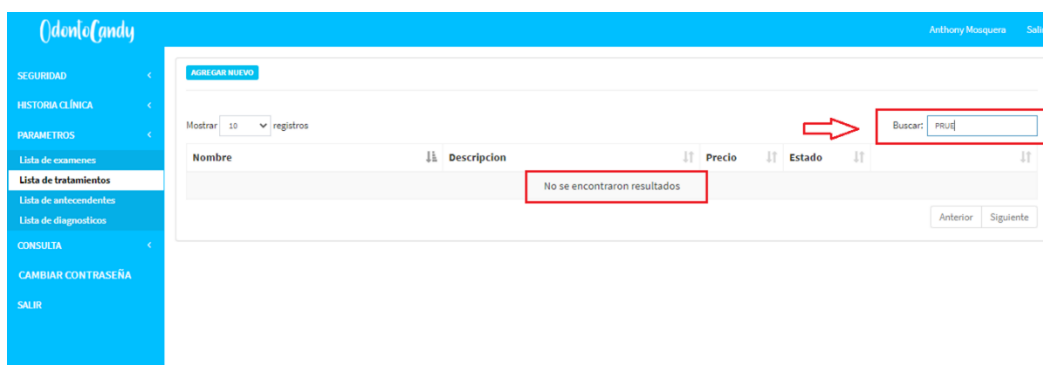 OdontoCandy
Anthony Mosquera Salir
SEGURIDAD
HISTORIA CLÍNICA
PARAMETROS
Lista de examenes
Lista de tratamientos
Lista de antecendentes
Lista de diagnosticos
CONSULTA
CAMBIAR CONTRASEÑA
SALIR
AGREGAR NUEVO
Mostrar 10 registros
Buscar: PRUE
Nombre Descripcion Precio Estado
No se encontraron resultados
Anterior Siguiente